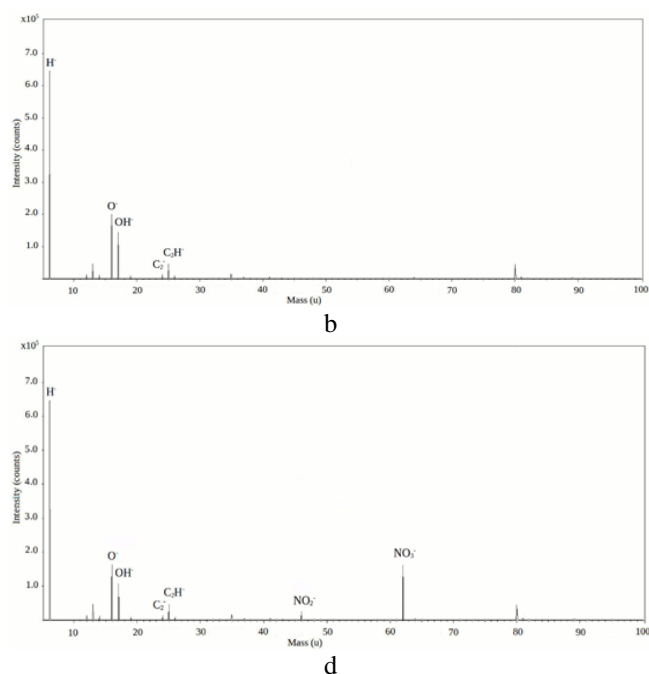 x10⁵
7.0
H⁻
6.0
5.0
4.0
3.0
2.0
1.0
Intensity (counts)
O⁻
OH⁻
C₂⁻
C₂H⁻
10 20 30 40 50 60 70 80 90 100
Mass (u)
b
x10⁵
7.0
H⁻
6.0
5.0
4.0
3.0
2.0
1.0
Intensity (counts)
O⁻
OH⁻
C₂⁻
C₂H⁻
NO₂⁻
NO₃⁻
10 20 30 40 50 60 70 80 90 100
Mass (u)
d